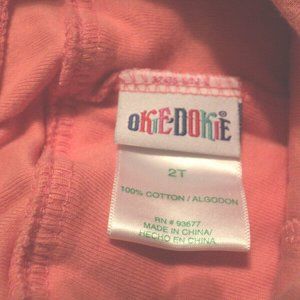 OKIE DOKIE
2T
100% COTTON / ALGODON
RN # 93677
MADE IN CHINA/
HECHO EN CHINA